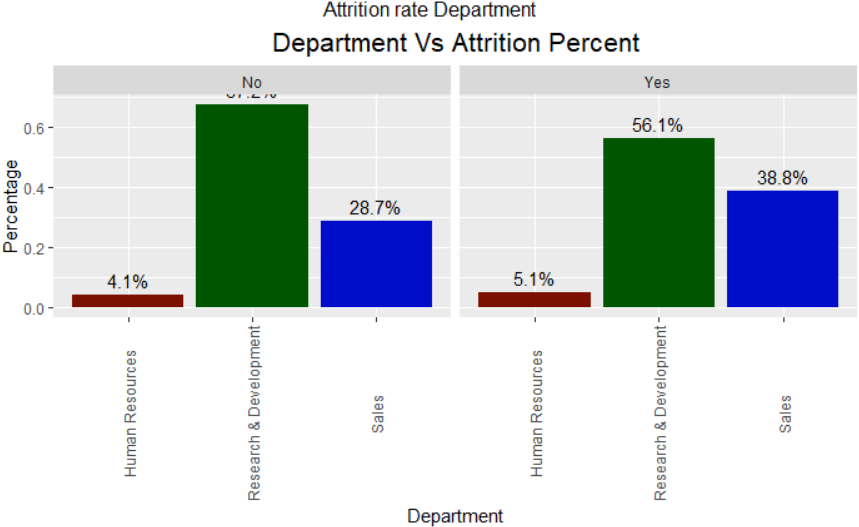 Attrition rate Department
Department Vs Attrition Percent
No
Yes
Percentage
0.6
0.4
0.2
0.0
4.1%
28.7%
5.1%
56.1%
38.8%
Human Resources
Research & Development
Sales
Human Resources
Research & Development
Sales
Department